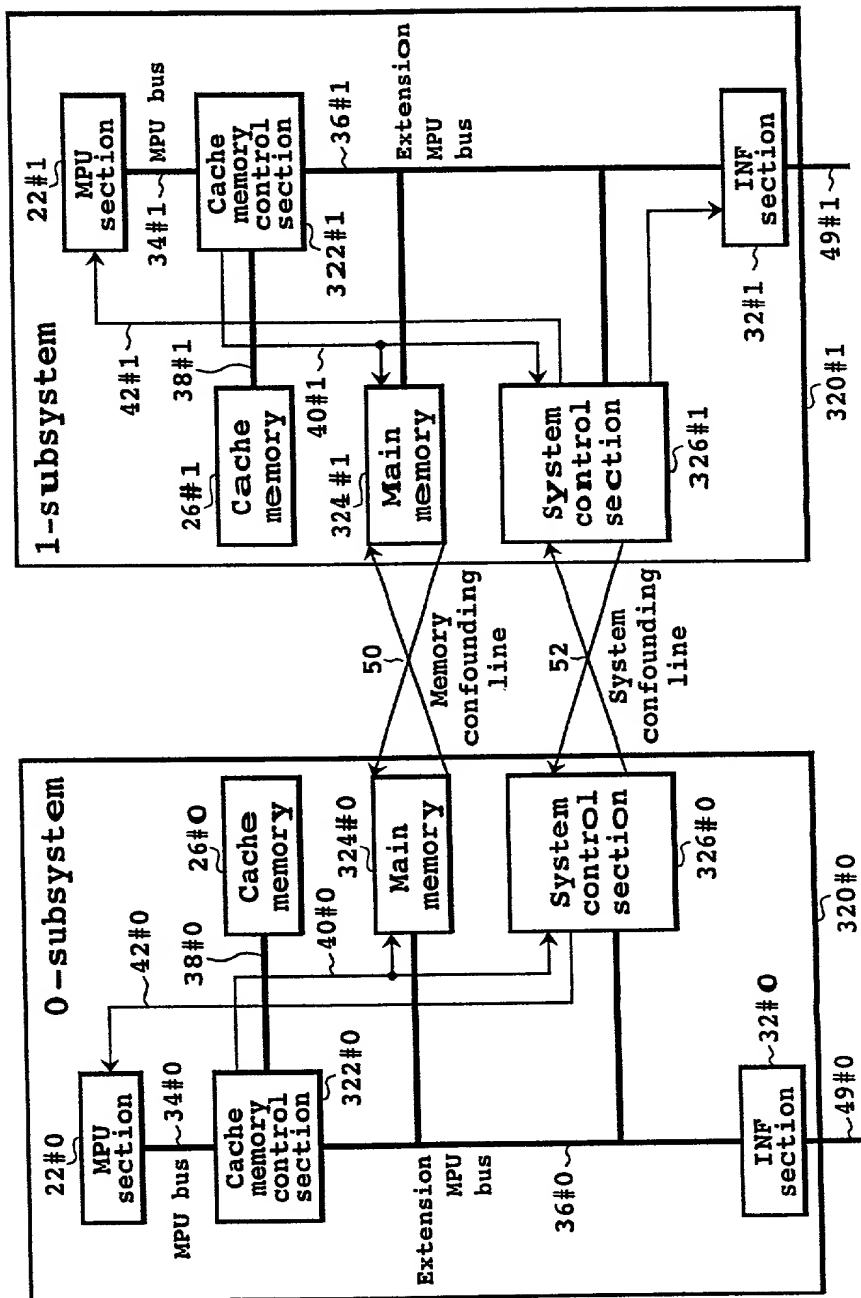 0-subsystem
22#0
MPU
section
MPU bus
34#0
42#0
Cache
memory
control
section
322#0
38#0
40#0
26#0
Cache
memory
324#0
Main
memory
Extension
MPU
bus
36#0
System
control
section
326#0
INF
section
32#0
49#0
320#0
50
Memory
confounding
line
52
System
confounding
line
1-subsystem
22#1
MPU
section
34#1
MPU bus
42#1
Cache
memory
control
section
322#1
38#1
40#1
26#1
Cache
memory
324#1
Main
memory
36#1
Extension
MPU
bus
System
control
section
326#1
INF
section
32#1
49#1
320#1